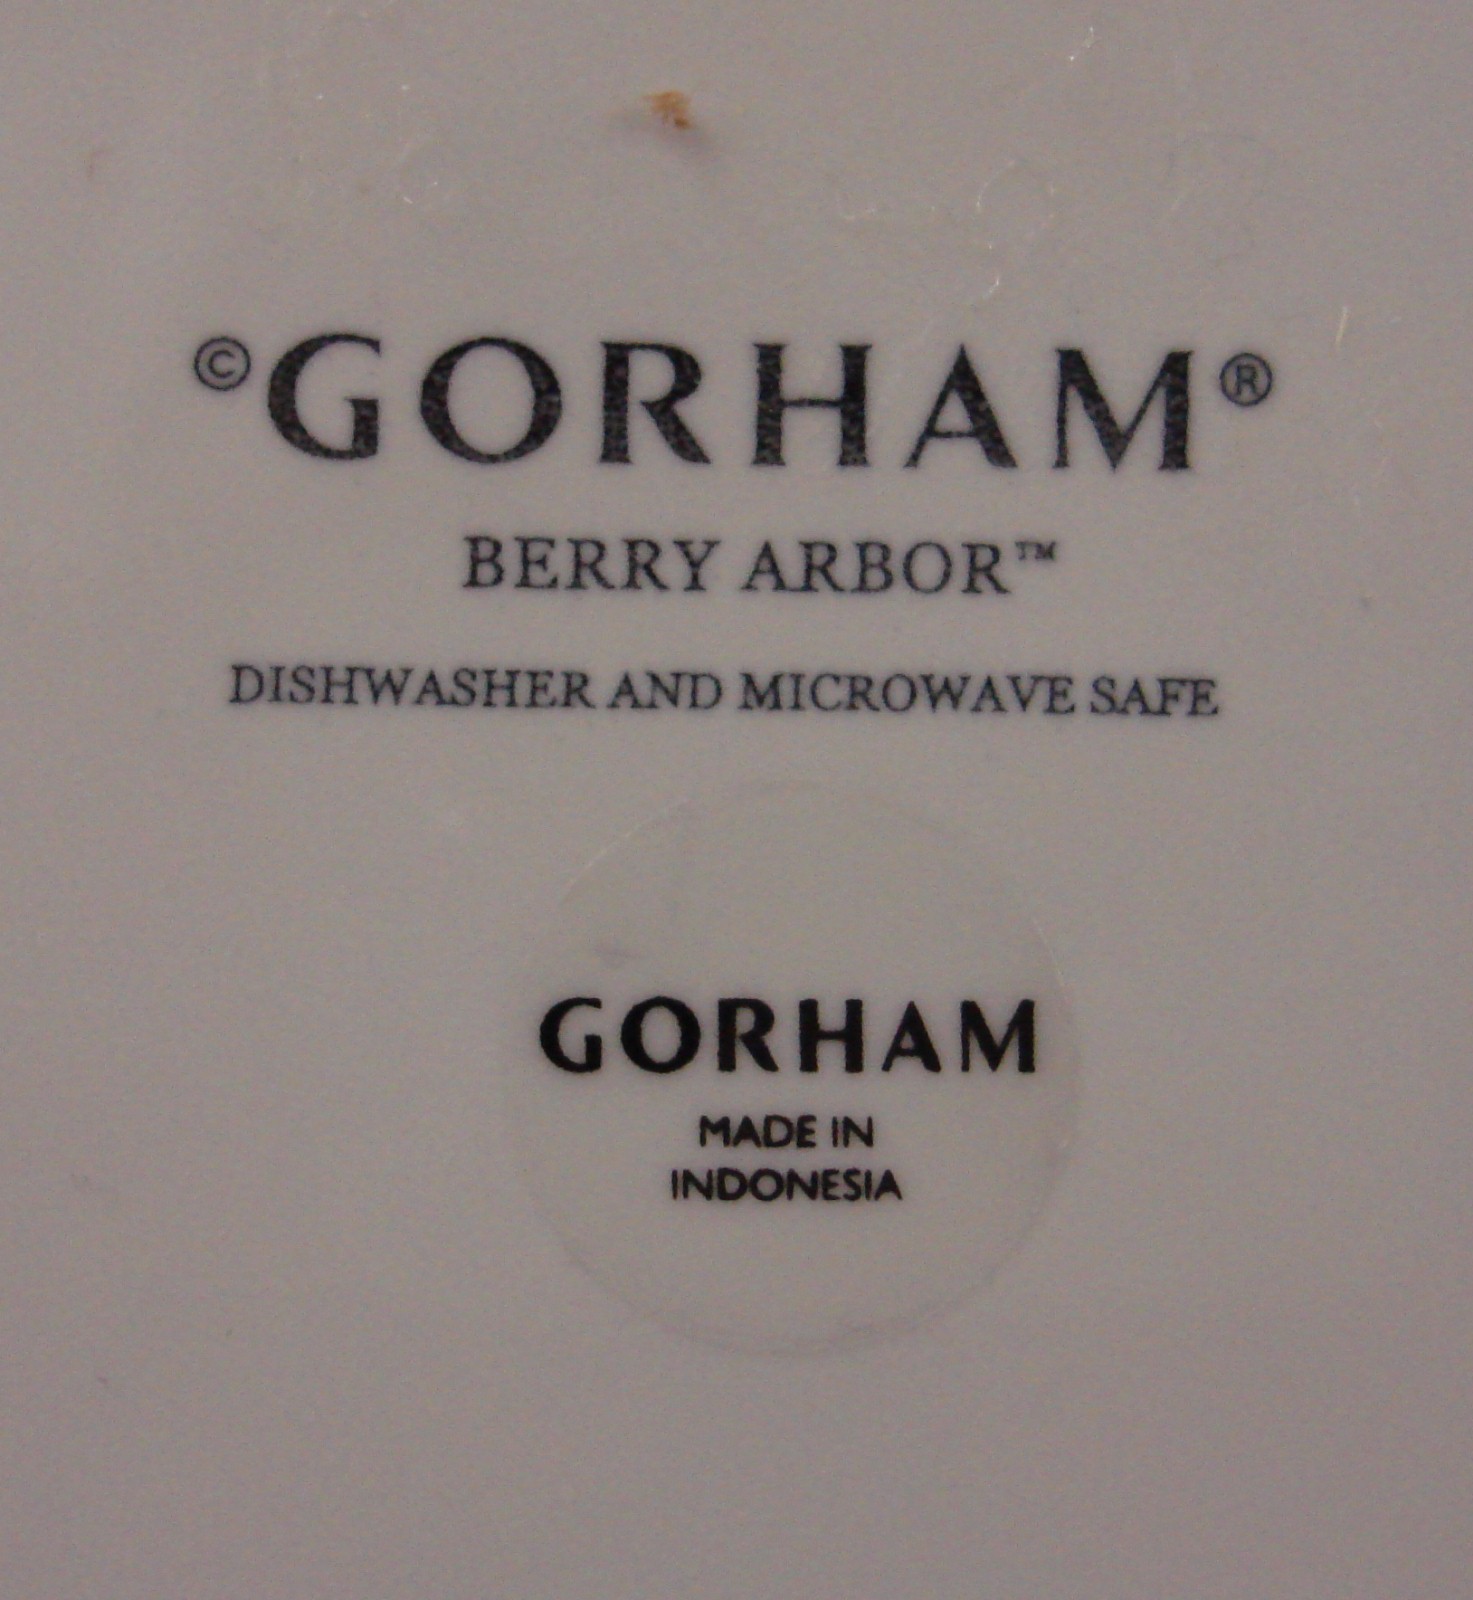 ©GORHAM®
BERRY ARBOR™
DISHWASHER AND MICROWAVE SAFE
GORHAM
MADE IN
INDONESIA